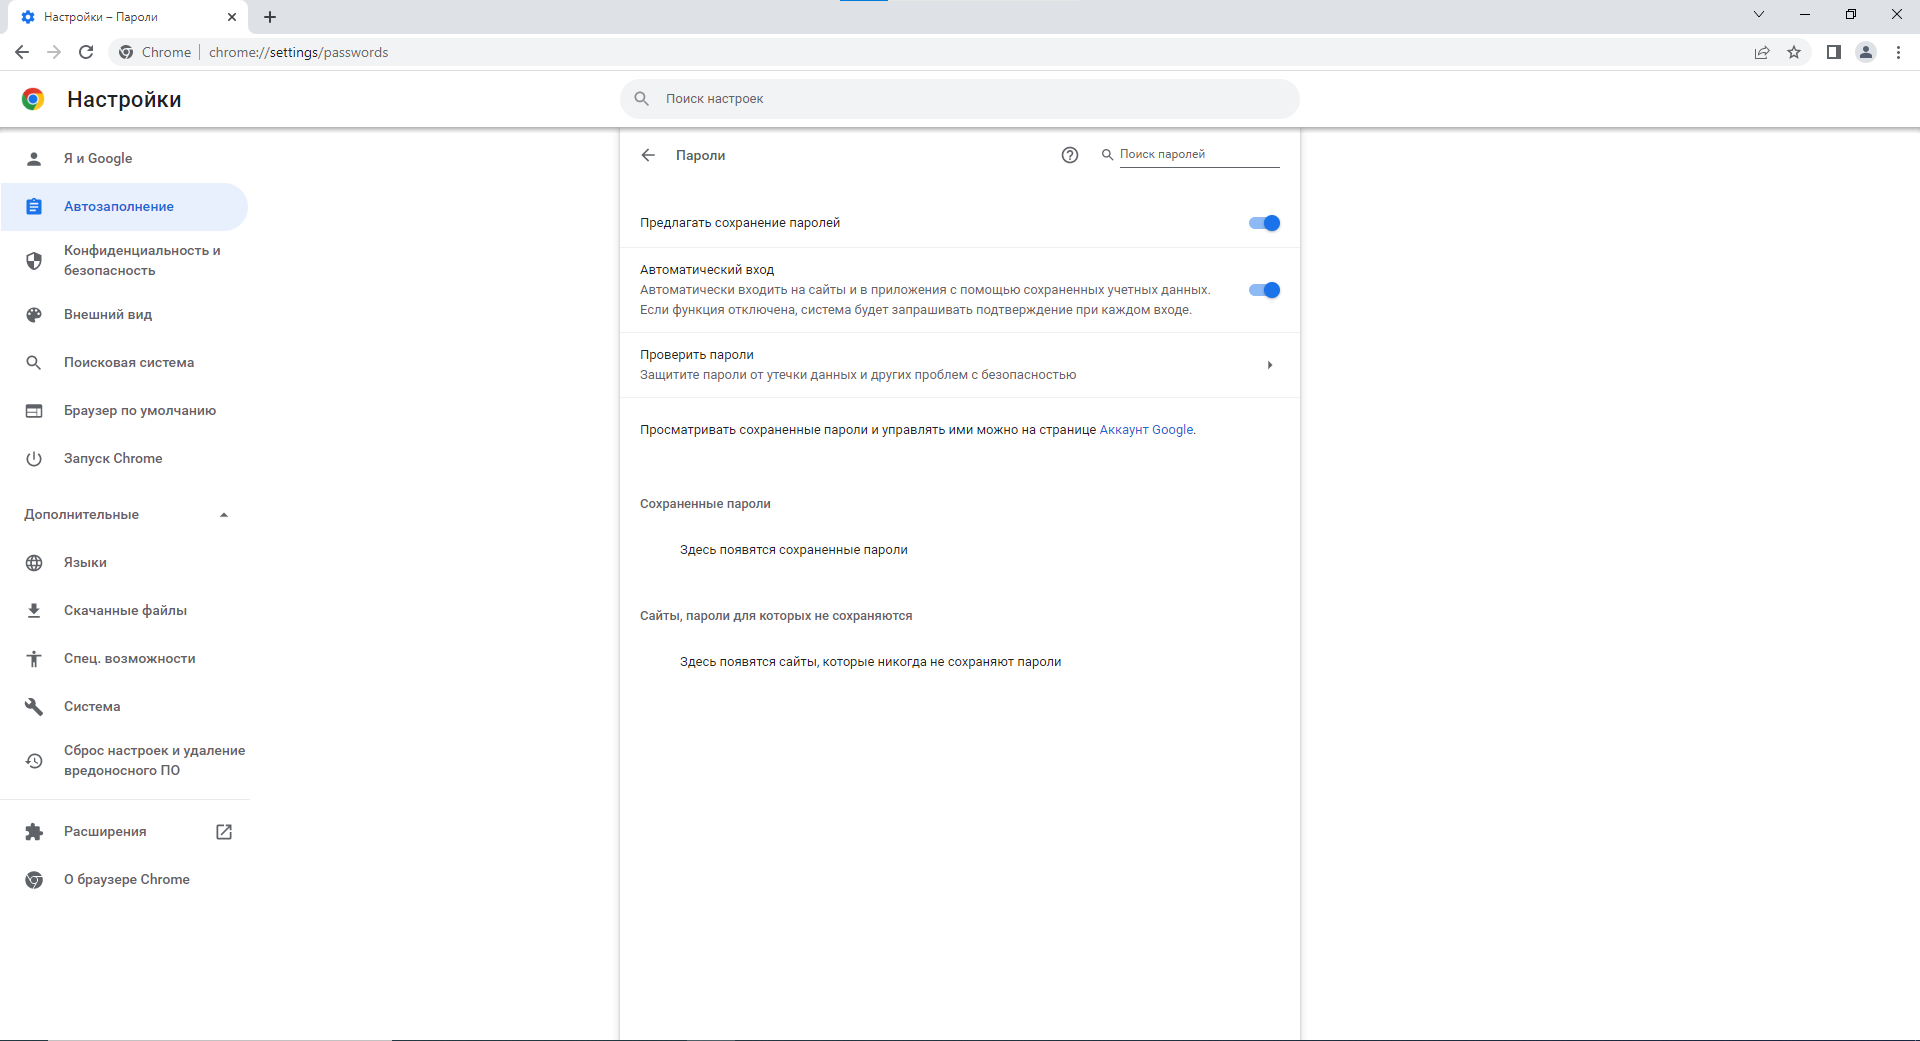 Настройки – Пароли
Chrome
chrome://settings/passwords
Настройки
Поиск настроек
Я и Google
Автозаполнение
Конфиденциальность и
безопасность
Внешний вид
Поисковая система
Браузер по умолчанию
Запуск Chrome
Дополнительные
Языки
Скачанные файлы
Спец. возможности
Система
Сброс настроек и удаление
вредоносного ПО
Расширения
О браузере Chrome
Пароли
Поиск паролей
Предлагать сохранение паролей
Автоматический вход
Автоматически входить на сайты и в приложения с помощью сохраненных учетных данных.
Если функция отключена, система будет запрашивать подтверждение при каждом входе.
Проверить пароли
Защитите пароли от утечки данных и других проблем с безопасностью
Просматривать сохраненные пароли и управлять ими можно на странице Аккаунт Google.
Сохраненные пароли
Здесь появятся сохраненные пароли
Сайты, пароли для которых не сохраняются
Здесь появятся сайты, которые никогда не сохраняют пароли